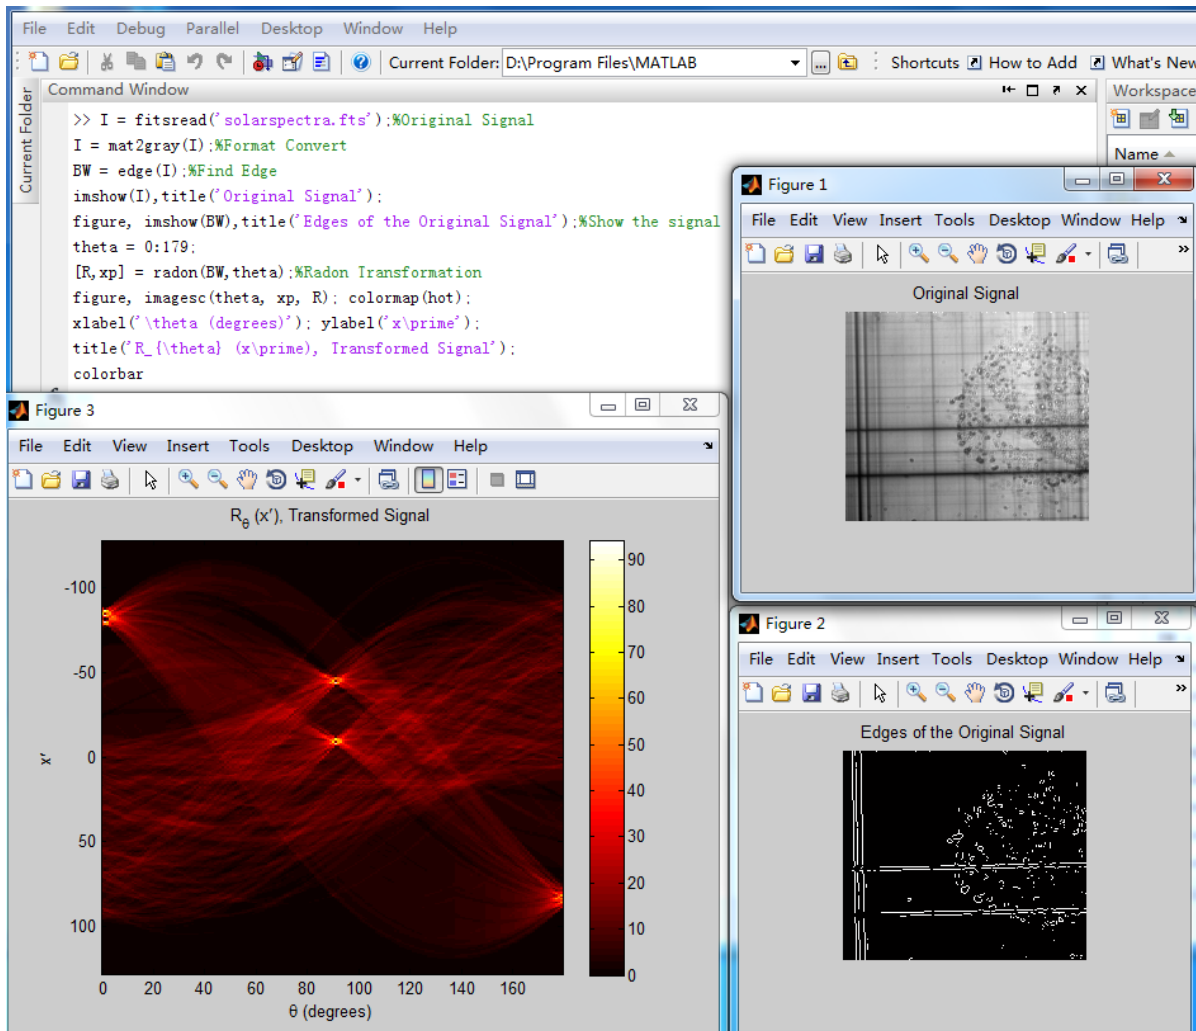 File Edit Debug Parallel Desktop Window Help
Current Folder: D:\Program Files\MATLAB ... Shortcuts How to Add What's New
Current Folder
Command Window
Workspace
Name
>> I = fitsread('solarspectra.fts');%Original Signal
I = mat2gray(I);%Format Convert
BW = edge(I);%Find Edge
imshow(I),title('Original Signal');
figure, imshow(BW),title('Edges of the Original Signal');%Show the signal
theta = 0:179;
[R,xp] = radon(BW,theta);%Radon Transformation
figure, imagesc(theta, xp, R); colormap(hot);
xlabel('\theta (degrees)'); ylabel('x\prime');
title('R_{\theta} (x\prime), Transformed Signal');
colorbar
Figure 1
File Edit View Insert Tools Desktop Window Help
Original Signal
Figure 3
File Edit View Insert Tools Desktop Window Help
Rθ (x′), Transformed Signal
-100
-50
0
50
100
x′
0 20 40 60 80 100 120 140 160
θ (degrees)
90
80
70
60
50
40
30
20
10
0
Figure 2
File Edit View Insert Tools Desktop Window Help
Edges of the Original Signal